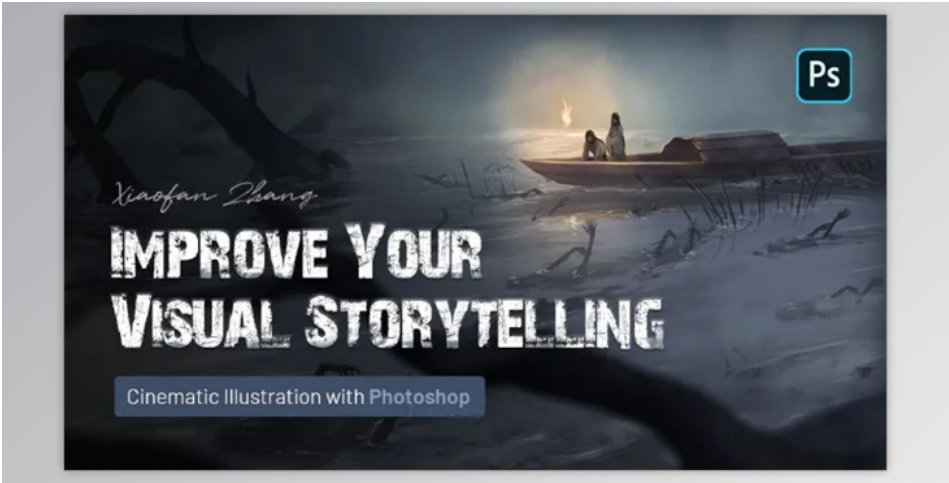 Ps
Xiaofan Zhang
IMPROVE YOUR
VISUAL STORYTELLING
Cinematic Illustration with Photoshop